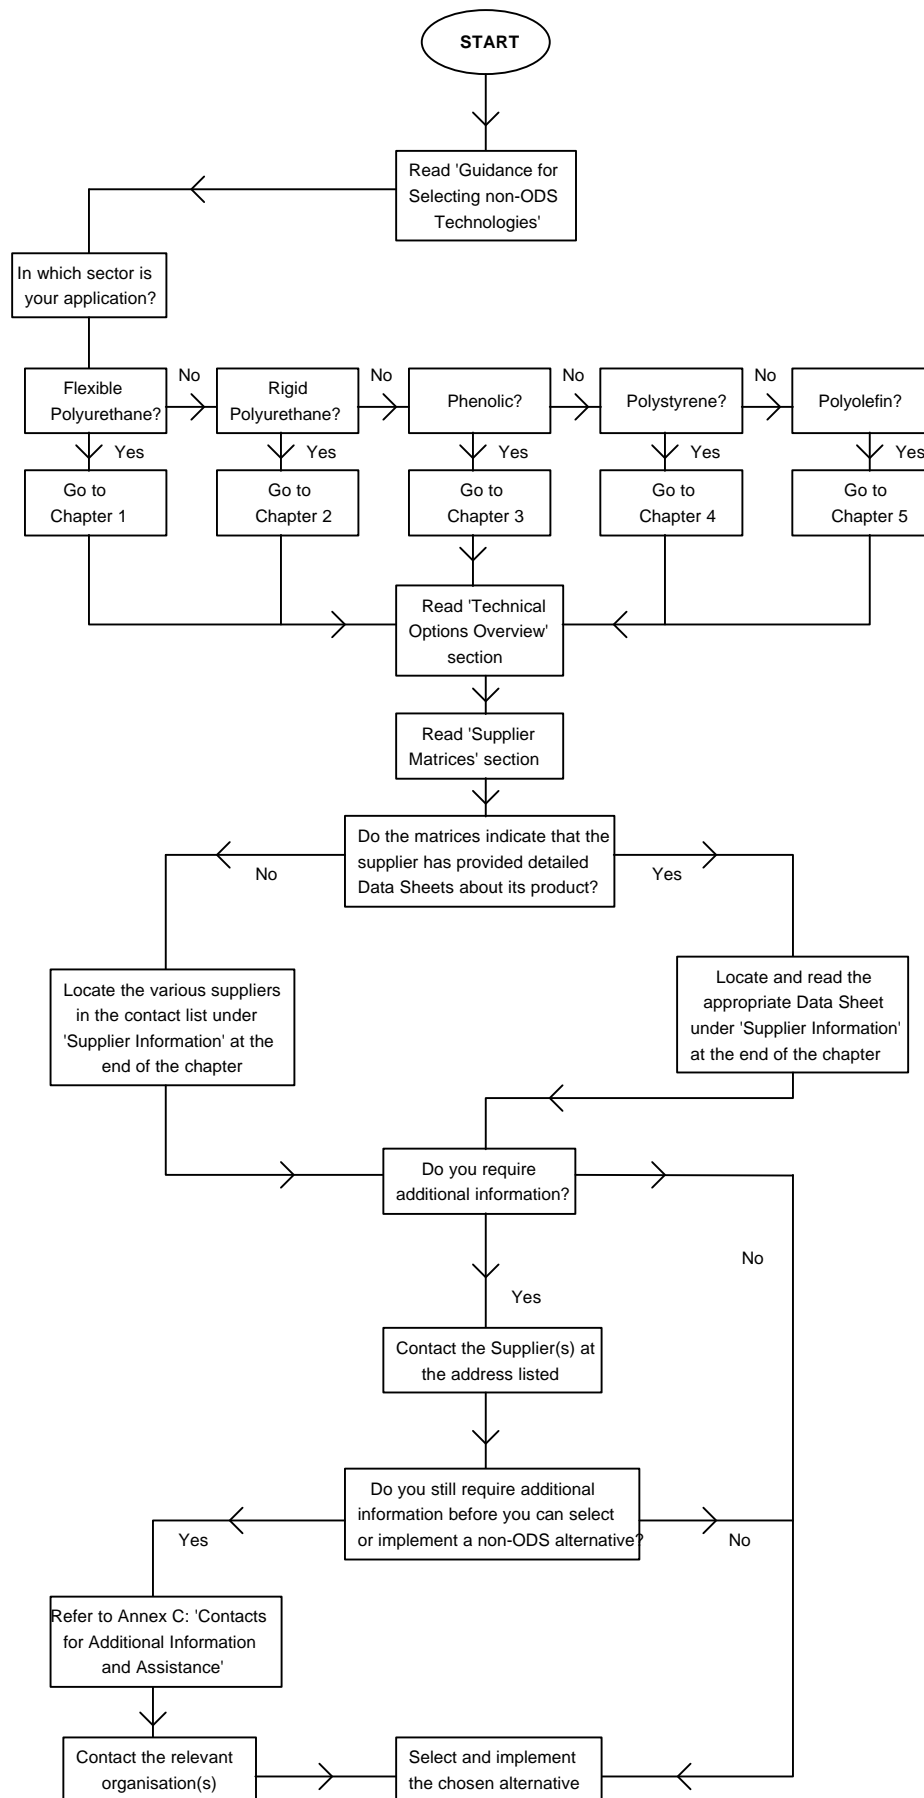 START
Read 'Guidance for
Selecting non-ODS
Technologies'
In which sector is
your application?
Flexible
Polyurethane?
No
Rigid
Polyurethane?
No
Phenolic?
No
Polystyrene?
No
Polyolefin?
Yes
Yes
Yes
Yes
Yes
Go to
Chapter 1
Go to
Chapter 2
Go to
Chapter 3
Go to
Chapter 4
Go to
Chapter 5
Read 'Technical
Options Overview'
section
Read 'Supplier
Matrices' section
Do the matrices indicate that the
supplier has provided detailed
Data Sheets about its product?
No
Yes
Locate the various suppliers
in the contact list under
'Supplier Information' at the
end of the chapter
Locate and read the
appropriate Data Sheet
under 'Supplier Information'
at the end of the chapter
Do you require
additional information?
No
Yes
Contact the Supplier(s) at
the address listed
Do you still require additional
information before you can select
or implement a non-ODS alternative?
Yes
No
Refer to Annex C: 'Contacts
for Additional Information
and Assistance'
Contact the relevant
organisation(s)
Select and implement
the chosen alternative